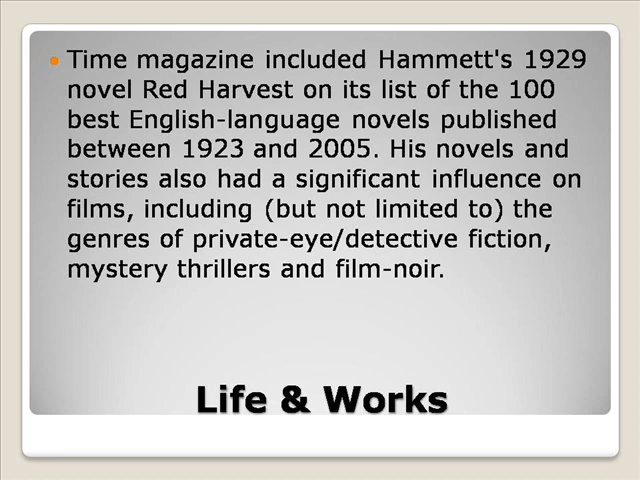 Time magazine included Hammett's 1929
novel Red Harvest on its list of the 100
best English-language novels published
between 1923 and 2005. His novels and
stories also had a significant influence on
films, including (but not limited to) the
genres of private-eye/detective fiction,
mystery thrillers and film-noir.
Life & Works